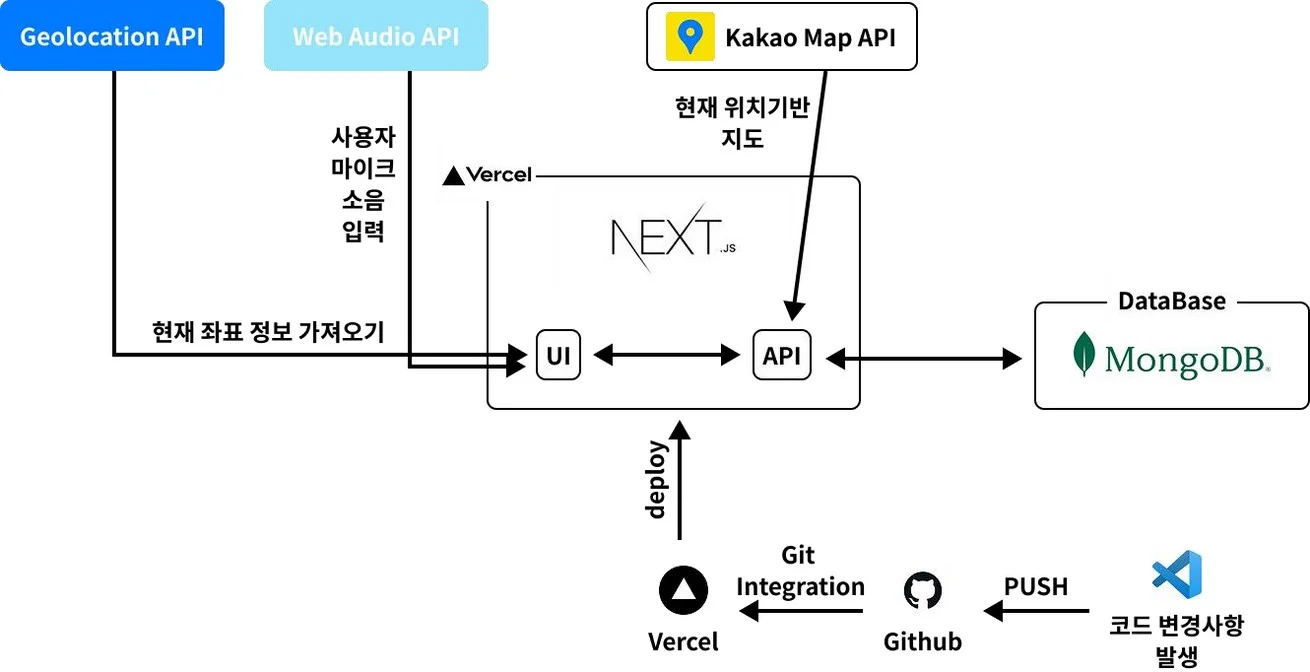 Geolocation API
Web Audio API
Kakao Map API
현재 위치기반
지도
사용자
마이크
소음
입력
Vercel
NEXT.JS
현재 좌표 정보 가져오기
UI
API
DataBase
MongoDB®
deploy
Git
Integration
PUSH
Vercel
Github
코드 변경사항
발생